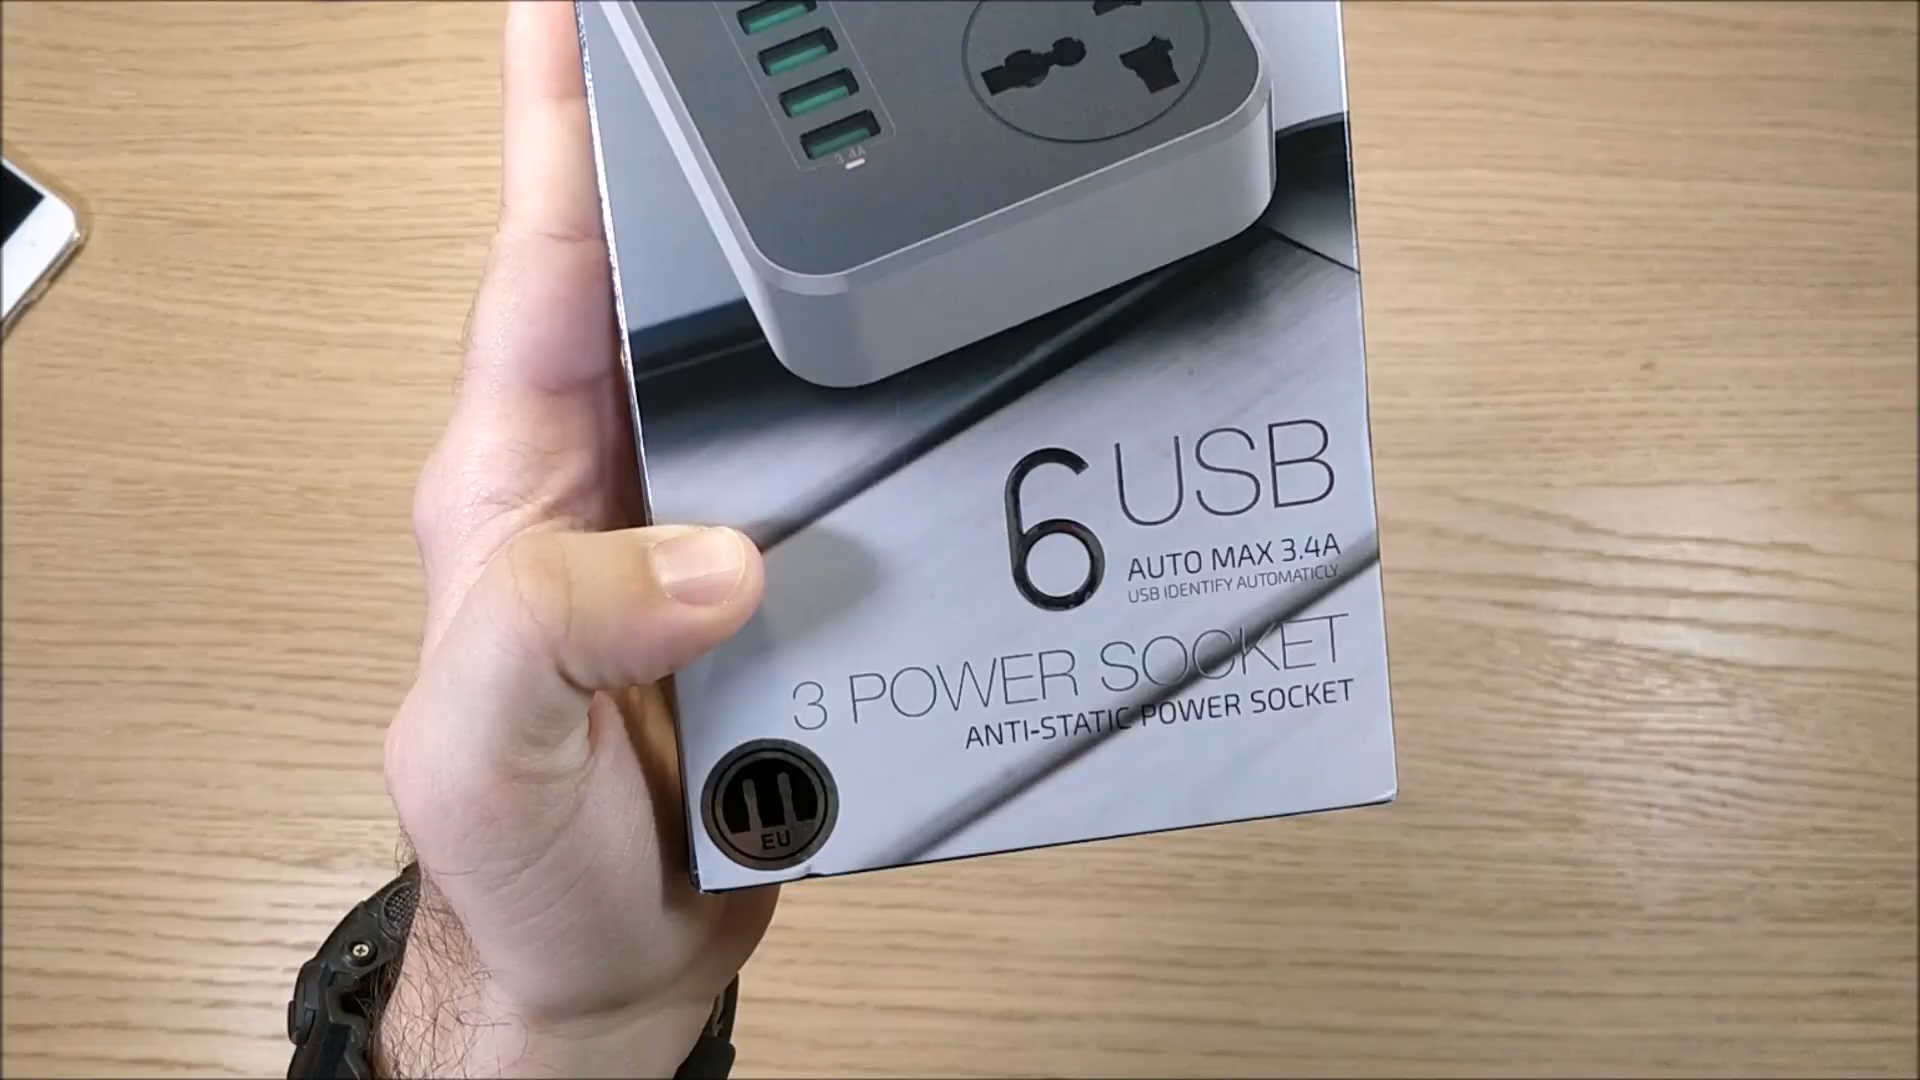 3.4A
6 USB
AUTO MAX 3.4A
USB IDENTIFY AUTOMATICLY
3 POWER SOCKET
ANTI-STATIC POWER SOCKET
EU